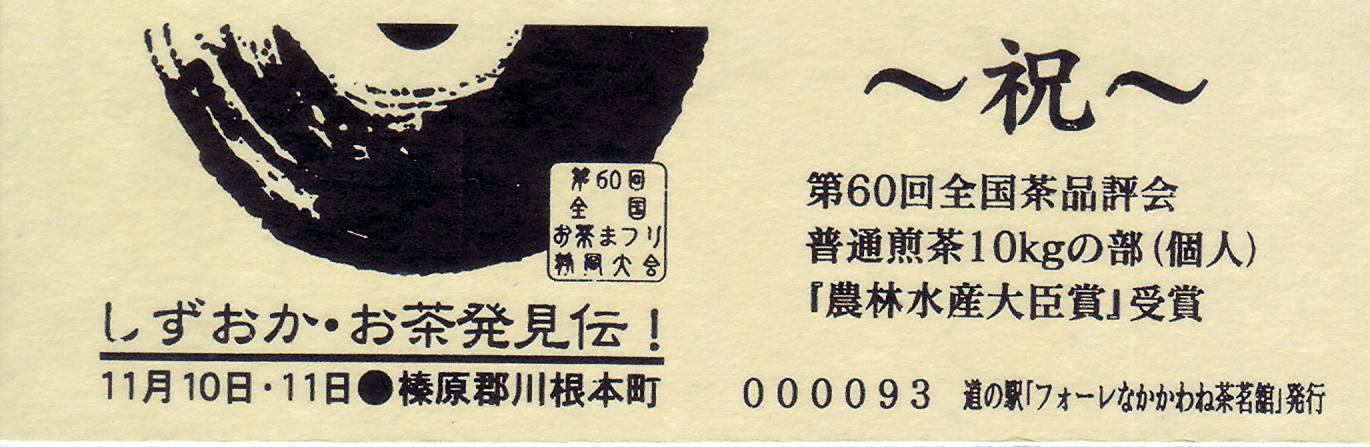 第60回
全国
お茶まつり
静岡大会
しずおか・お茶発見伝！
11月10日・11日●榛原郡川根本町
～祝～
第60回全国茶品評会
普通煎茶10kgの部（個人）
『農林水産大臣賞』受賞
000093 道の駅「フォーレなかかわね茶茗舘」発行